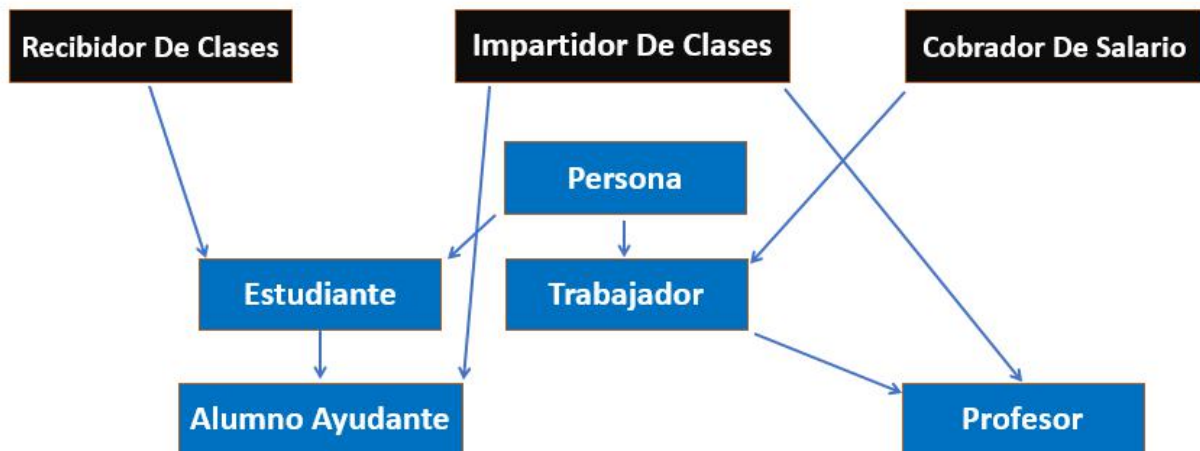 Recibidor De Clases
Impartidor De Clases
Cobrador De Salario
Persona
Estudiante
Trabajador
Alumno Ayudante
Profesor